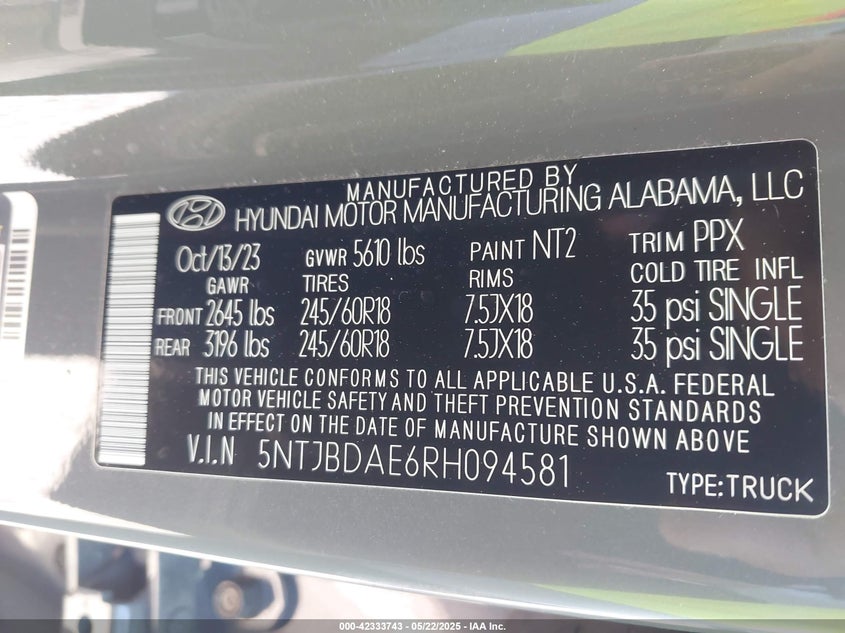 MANUFACTURED BY
HYUNDAI MOTOR MANUFACTURING ALABAMA, LLC
Oct/13/23 GVWR 5610 lbs PAINT NT2 TRIM PPX
GAWR TIRES RIMS COLD TIRE INFL
FRONT 2645 lbs 245/60R18 7.5JX18 35 psi SINGLE
REAR 3196 lbs 245/60R18 7.5JX18 35 psi SINGLE
THIS VEHICLE CONFORMS TO ALL APPLICABLE U.S.A. FEDERAL
MOTOR VEHICLE SAFETY AND THEFT PREVENTION STANDARDS
IN EFFECT ON THE DATE OF MANUFACTURE SHOWN ABOVE
V.I.N 5NTJBDAE6RH094581 TYPE:TRUCK
000-42333743 - 05/22/2025 - IAA Inc.